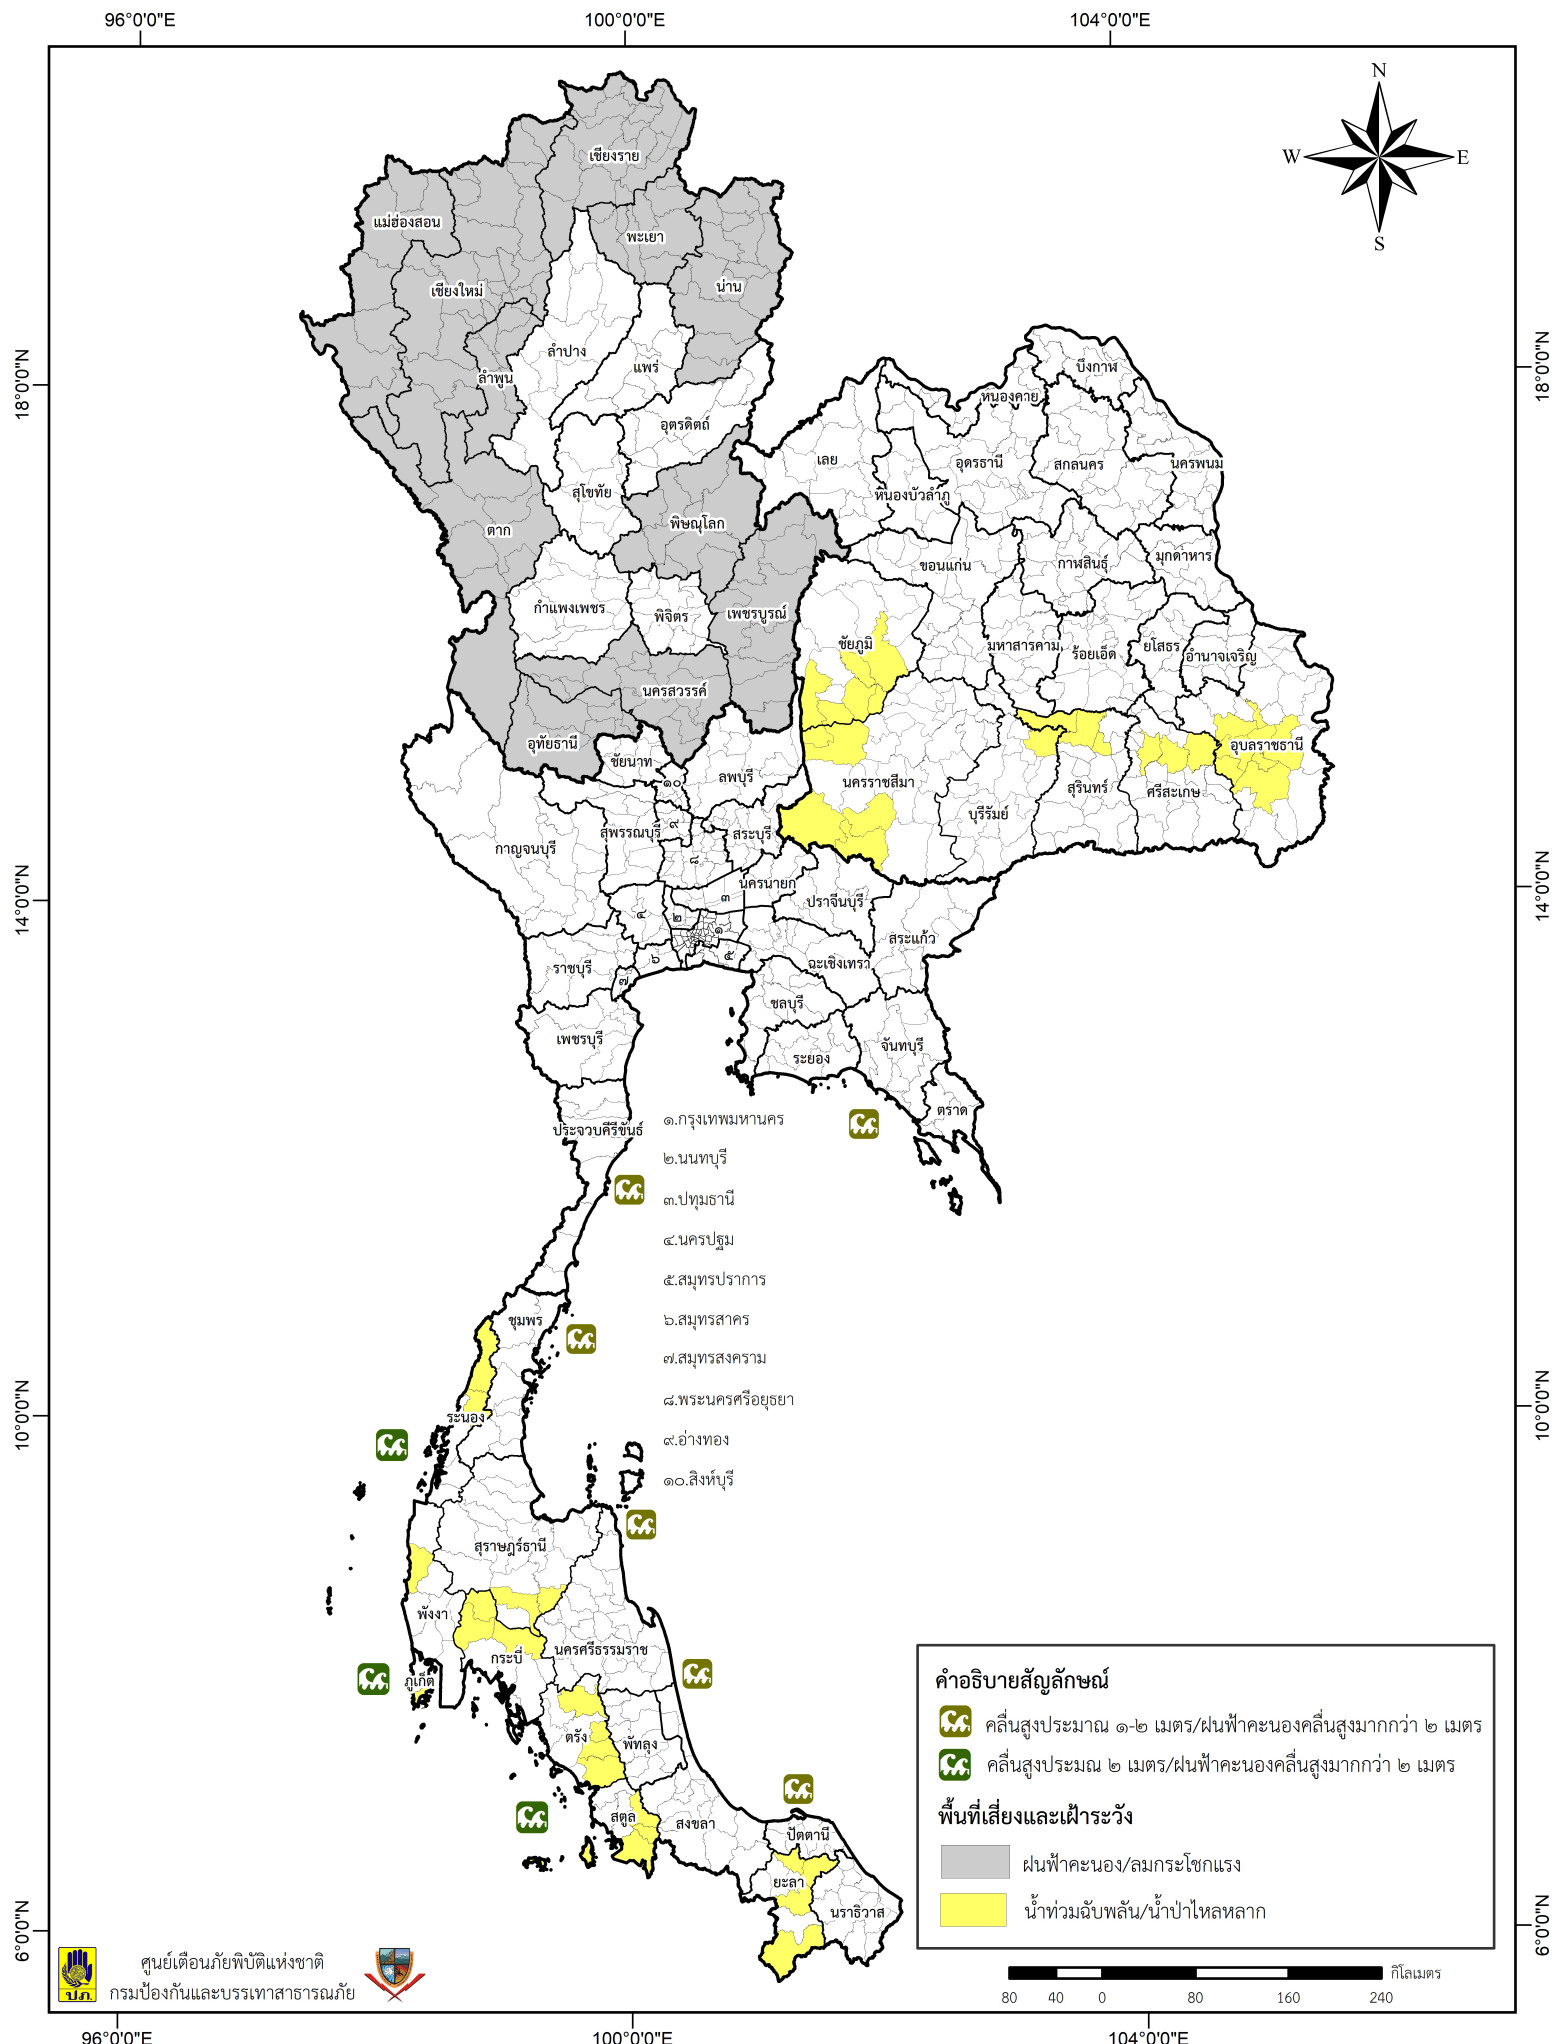 96°0'0"E
100°0'0"E
104°0'0"E
N
W
E
S
เชียงราย
แม่ฮ่องสอน
พะเยา
น่าน
เชียงใหม่
ลำปาง
แพร่
ลำพูน
18°0'0"N
18°0'0"N
บึงกาฬ
หนองคาย
อุตรดิตถ์
เลย
อุดรธานี
สกลนคร
นครพนม
สุโขทัย
หนองบัวลำภู
พิษณุโลก
ตาก
ขอนแก่น
กาฬสินธุ์
มุกดาหาร
กำแพงเพชร
พิจิตร
เพชรบูรณ์
ชัยภูมิ
มหาสารคาม
ร้อยเอ็ด
ยโสธร
อำนาจเจริญ
นครสวรรค์
อุทัยธานี
อุบลราชธานี
ชัยนาท
๑๐
ลพบุรี
นครราชสีมา
สุรินทร์
ศรีสะเกษ
บุรีรัมย์
สุพรรณบุรี
๙
สระบุรี
กาญจนบุรี
๘
นครนายก
14°0'0"N
14°0'0"N
๓
ปราจีนบุรี
๔
๒
๑
สระแก้ว
๖
๕
ฉะเชิงเทรา
ราชบุรี
๗
ชลบุรี
เพชรบุรี
จันทบุรี
ระยอง
ตราด
ประจวบคีรีขันธ์
๑.กรุงเทพมหานคร
๒.นนทบุรี
๓.ปทุมธานี
๔.นครปฐม
๕.สมุทรปราการ
๖.สมุทรสาคร
๗.สมุทรสงคราม
๘.พระนครศรีอยุธยา
๙.อ่างทอง
๑๐.สิงห์บุรี
ชุมพร
ระนอง
10°0'0"N
10°0'0"N
สุราษฎร์ธานี
พังงา
นครศรีธรรมราช
กระบี่
ภูเก็ต
ตรัง
พัทลุง
สตูล
สงขลา
ปัตตานี
ยะลา
นราธิวาส
6°0'0"N
6°0'0"N
คำอธิบายสัญลักษณ์
คลื่นสูงประมาณ ๑-๒ เมตร/ฝนฟ้าคะนองคลื่นสูงมากกว่า ๒ เมตร
คลื่นสูงประมณ ๒ เมตร/ฝนฟ้าคะนองคลื่นสูงมากกว่า ๒ เมตร
พื้นที่เสี่ยงและเฝ้าระวัง
ฝนฟ้าคะนอง/ลมกระโชกแรง
น้ำท่วมฉับพลัน/น้ำป่าไหลหลาก
ปภ.
ศูนย์เตือนภัยพิบัติแห่งชาติ
กรมป้องกันและบรรเทาสาธารณภัย
กิโลเมตร
80 40 0 80 160 240
96°0'0"E
100°0'0"E
104°0'0"E